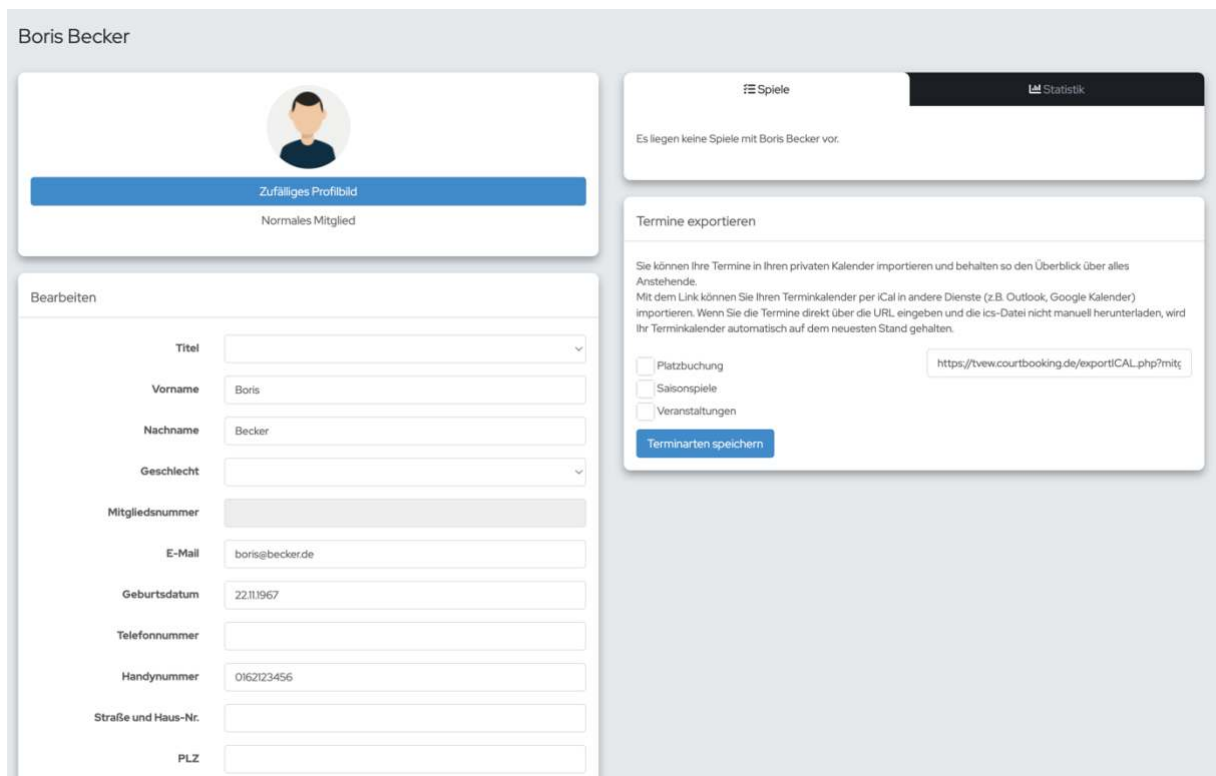 Boris Becker
Zufälliges Profilbild
Normales Mitglied
Bearbeiten
Titel
Vorname Boris
Nachname Becker
Geschlecht
Mitgliedsnummer
E-Mail boris@becker.de
Geburtsdatum 22.11.1967
Telefonnummer
Handynummer 0162123456
Straße und Haus-Nr.
PLZ
Spiele Statistik
Es liegen keine Spiele mit Boris Becker vor.
Termine exportieren
Sie können Ihre Termine in Ihren privaten Kalender importieren und behalten so den Überblick über alles
Anstehende.
Mit dem Link können Sie Ihren Terminkalender per iCal in andere Dienste (z.B. Outlook, Google Kalender)
importieren. Wenn Sie die Termine direkt über die URL eingeben und die ics-Datei nicht manuell herunterladen, wird
Ihr Terminkalender automatisch auf dem neuesten Stand gehalten.
Platzbuchung https://tvew.courtbooking.de/exportICAL.php?mitg
Saisonspiele
Veranstaltungen
Terminarten speichern